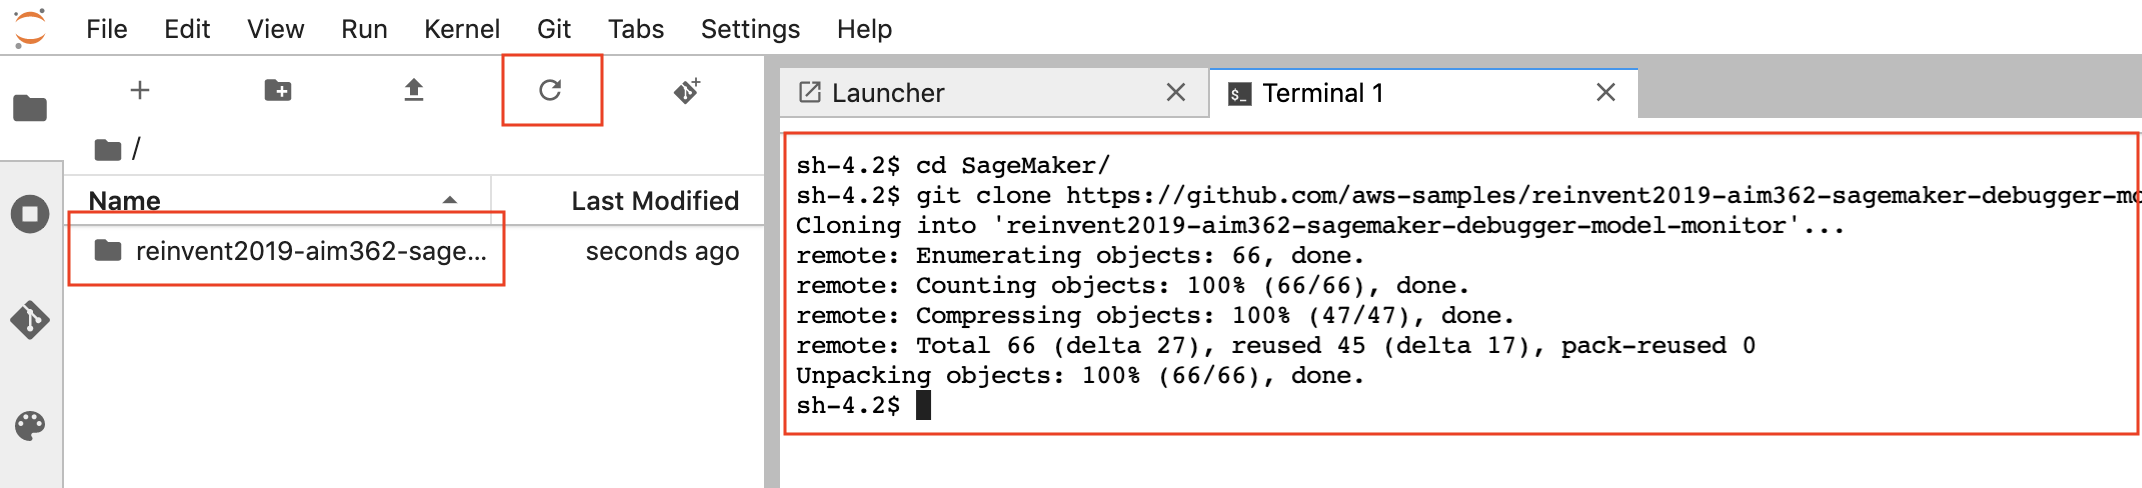 File Edit View Run Kernel Git Tabs Settings Help
Launcher
$_ Terminal 1
/
Name Last Modified
reinvent2019-aim362-sage... seconds ago
sh-4.2$ cd SageMaker/
sh-4.2$ git clone https://github.com/aws-samples/reinvent2019-aim362-sagemaker-debugger-mo
Cloning into 'reinvent2019-aim362-sagemaker-debugger-model-monitor'...
remote: Enumerating objects: 66, done.
remote: Counting objects: 100% (66/66), done.
remote: Compressing objects: 100% (47/47), done.
remote: Total 66 (delta 27), reused 45 (delta 17), pack-reused 0
Unpacking objects: 100% (66/66), done.
sh-4.2$